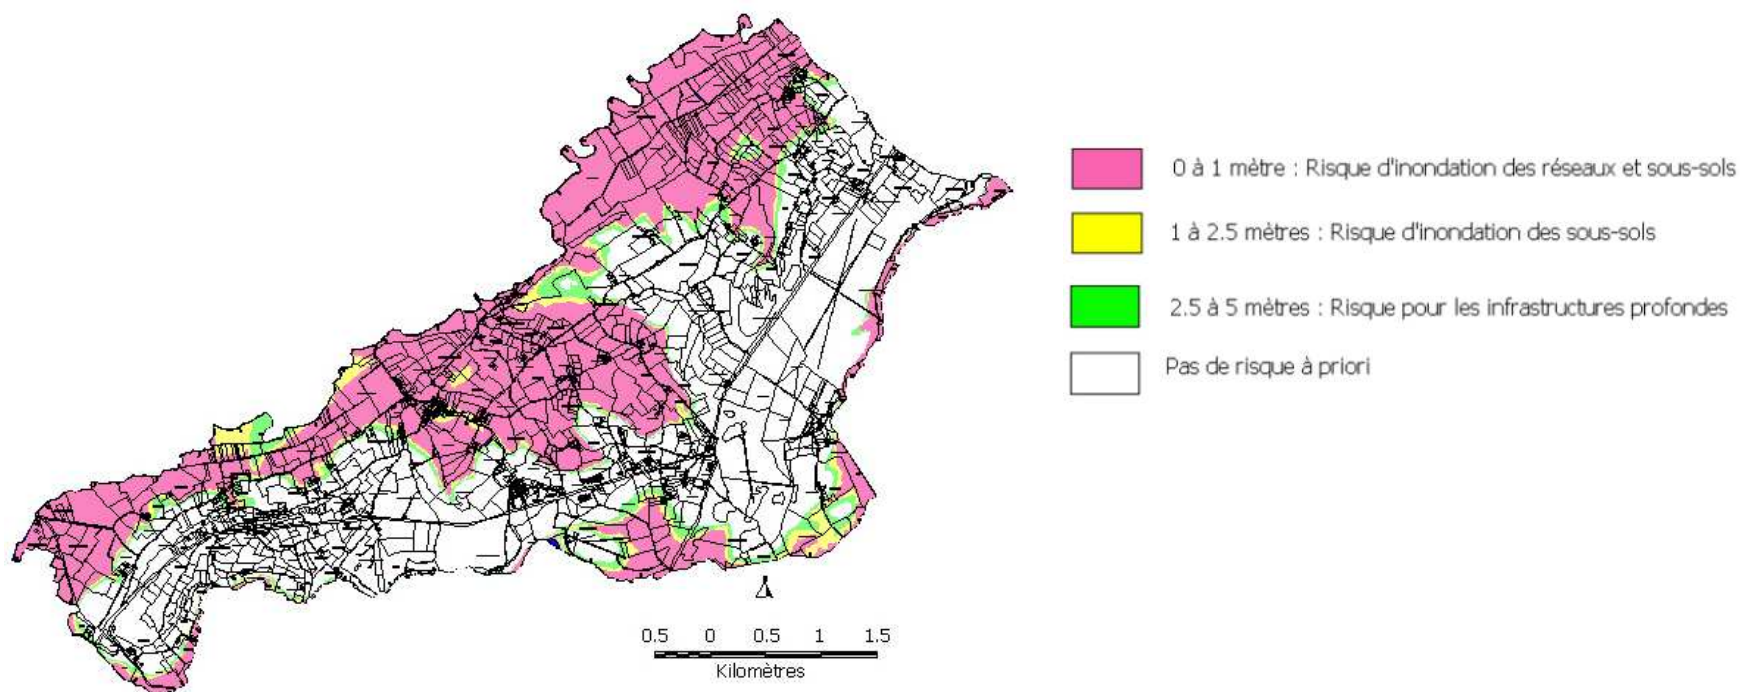 0 à 1 mètre : Risque d'inondation des réseaux et sous-sols
1 à 2.5 mètres : Risque d'inondation des sous-sols
2.5 à 5 mètres : Risque pour les infrastructures profondes
Pas de risque à priori
0.5 0 0.5 1 1.5
Kilomètres